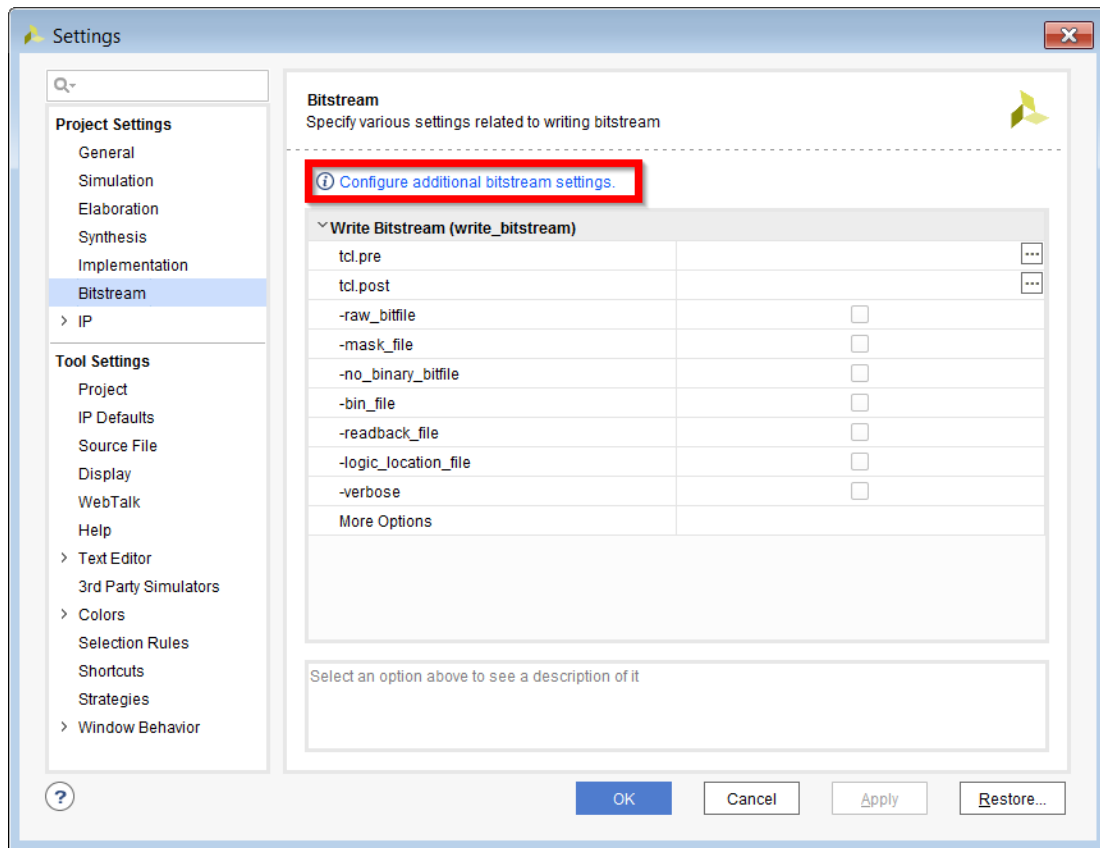 Settings
Project Settings
General
Simulation
Elaboration
Synthesis
Implementation
Bitstream
IP
Tool Settings
Project
IP Defaults
Source File
Display
WebTalk
Help
Text Editor
3rd Party Simulators
Colors
Selection Rules
Shortcuts
Strategies
Window Behavior
Bitstream
Specify various settings related to writing bitstream
Configure additional bitstream settings.
Write Bitstream (write_bitstream)
tcl.pre
tcl.post
-raw_bitfile
-mask_file
-no_binary_bitfile
-bin_file
-readback_file
-logic_location_file
-verbose
More Options
Select an option above to see a description of it
? OK Cancel Apply Restore...